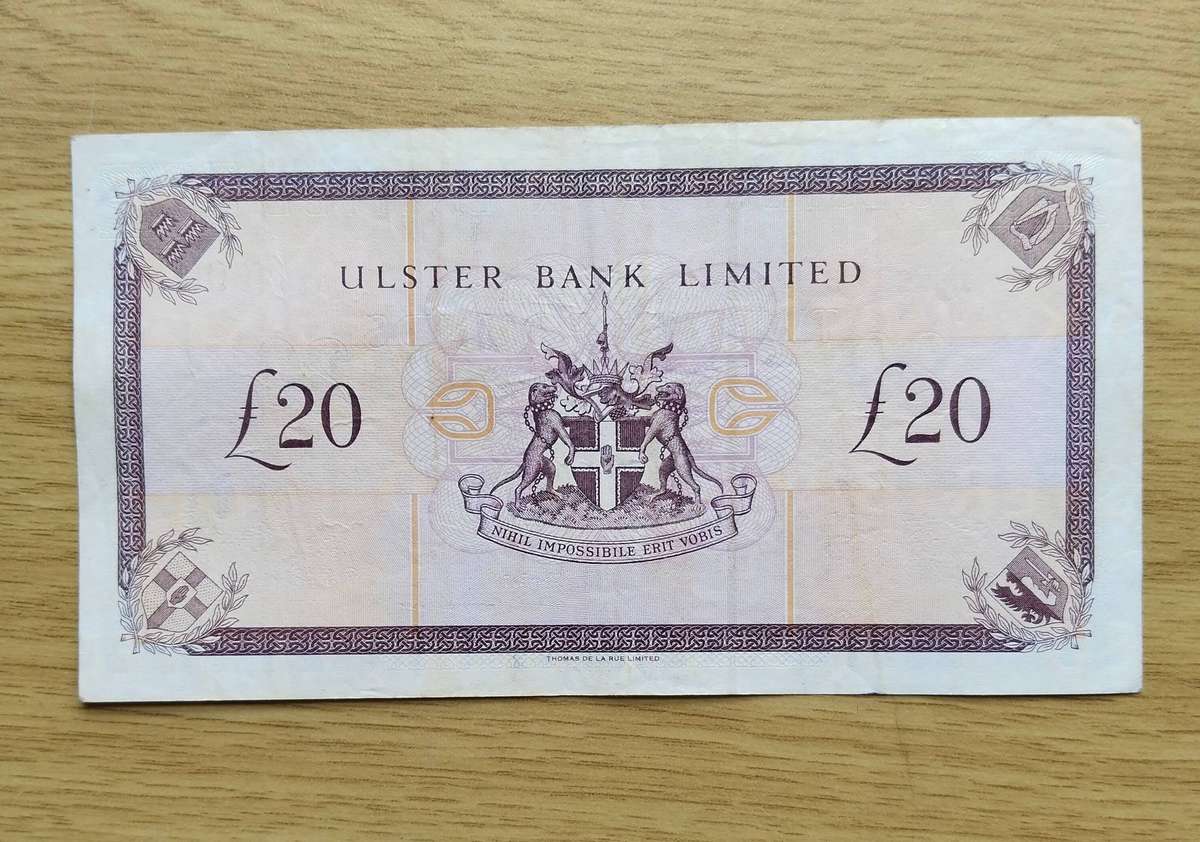 ULSTER BANK LIMITED
£20
£20
NIHIL IMPOSSIBILE ERIT VOBIS
THOMAS DE LA RUE LIMITED